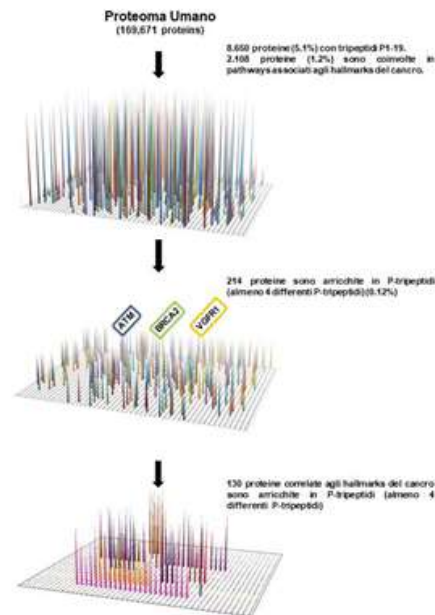 Proteoma Umano
(169,671 proteins)
8.650 proteine (5.1%) con tripeptidi P1-19.
2.108 proteine (1.2%) sono coinvolte in
pathways associati agli hallmarks del cancro.
214 proteine sono arricchite in P-tripeptidi
(almeno 4 differenti P-tripeptidi) (0.12%)
ATM
BRCA2
VGFR1
130 proteine correlate agli hallmarks del cancro
sono arricchite in P-tripeptidi (almeno 4
differenti P-tripeptidi)